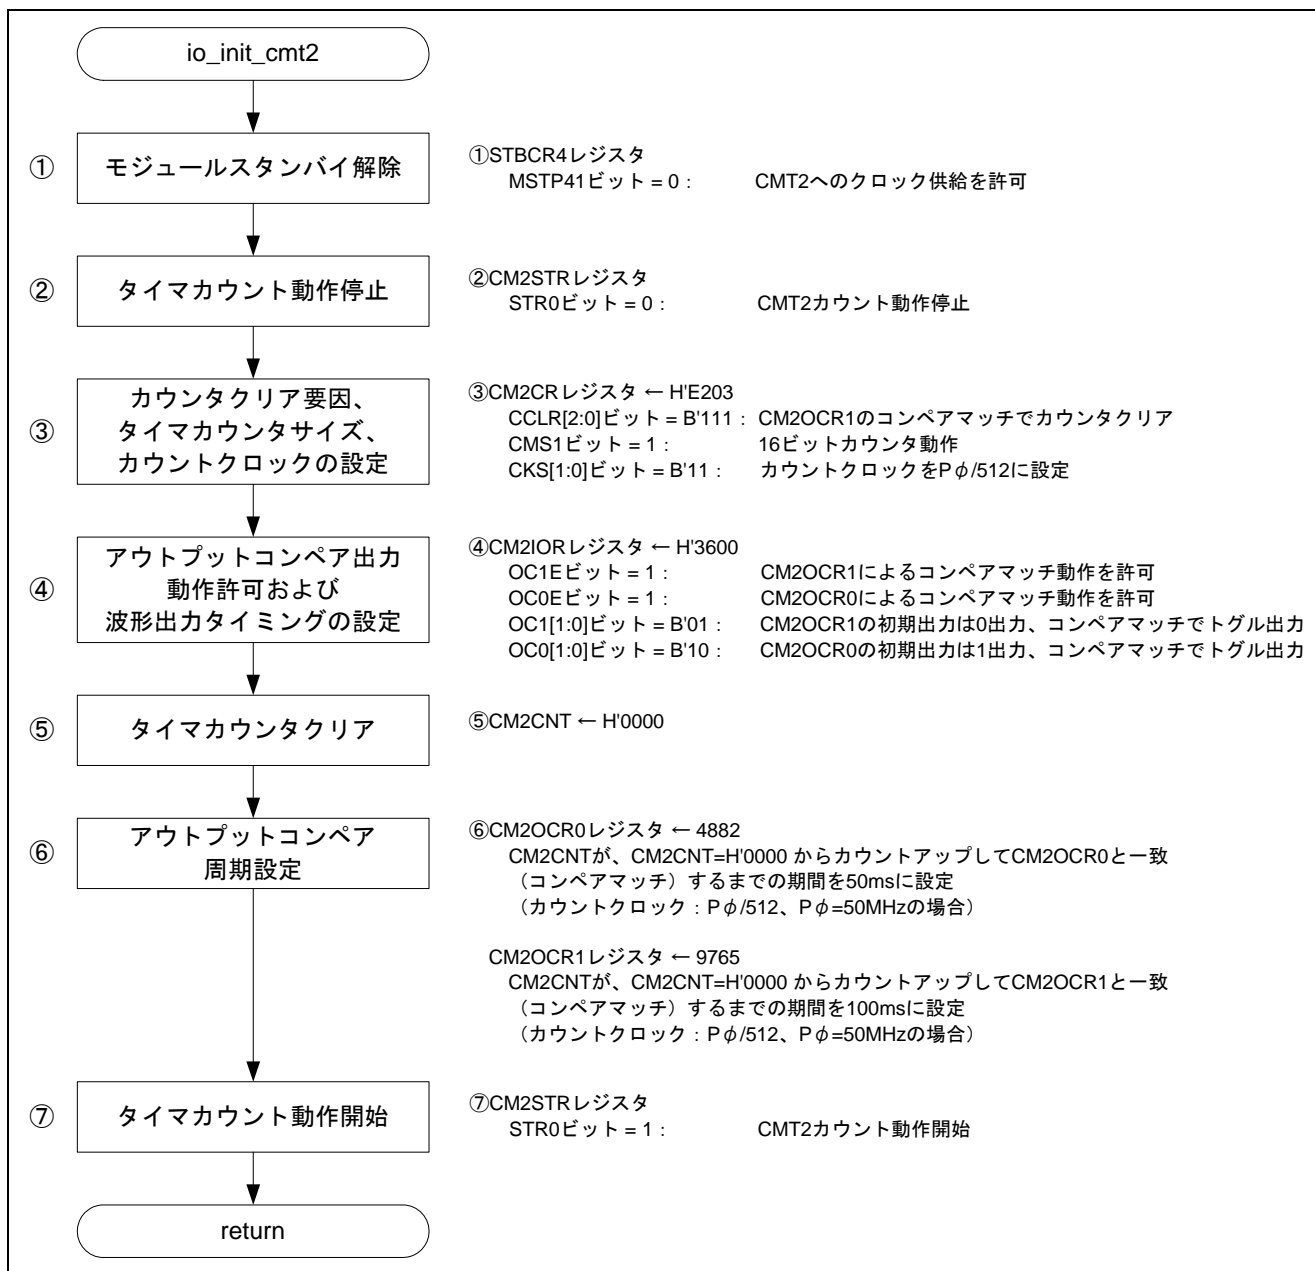 io_init_cmt2
①
モジュールスタンバイ解除
①STBCR4レジスタ
MSTP41ビット = 0 : CMT2へのクロック供給を許可
②
タイマカウント動作停止
②CM2STRレジスタ
STR0ビット = 0 : CMT2カウント動作停止
③
カウンタクリア要因、
タイマカウンタサイズ、
カウントクロックの設定
③CM2CRレジスタ ← H'E203
CCLR[2:0]ビット = B'111 : CM2OCR1のコンペアマッチでカウンタクリア
CMS1ビット = 1 : 16ビットカウンタ動作
CKS[1:0]ビット = B'11 : カウントクロックをPφ/512に設定
④
アウトプットコンペア出力
動作許可および
波形出力タイミングの設定
④CM2IORレジスタ ← H'3600
OC1Eビット = 1 : CM2OCR1によるコンペアマッチ動作を許可
OC0Eビット = 1 : CM2OCR0によるコンペアマッチ動作を許可
OC1[1:0]ビット = B'01 : CM2OCR1の初期出力は0出力、コンペアマッチでトグル出力
OC0[1:0]ビット = B'10 : CM2OCR0の初期出力は1出力、コンペアマッチでトグル出力
⑤
タイマカウンタクリア
⑤CM2CNT ← H'0000
⑥
アウトプットコンペア
周期設定
⑥CM2OCR0レジスタ ← 4882
CM2CNTが、CM2CNT=H'0000 からカウントアップしてCM2OCR0と一致
（コンペアマッチ）するまでの期間を50msに設定
（カウントクロック : Pφ/512、Pφ=50MHzの場合）
CM2OCR1レジスタ ← 9765
CM2CNTが、CM2CNT=H'0000 からカウントアップしてCM2OCR1と一致
（コンペアマッチ）するまでの期間を100msに設定
（カウントクロック : Pφ/512、Pφ=50MHzの場合）
⑦
タイマカウント動作開始
⑦CM2STRレジスタ
STR0ビット = 1 : CMT2カウント動作開始
return